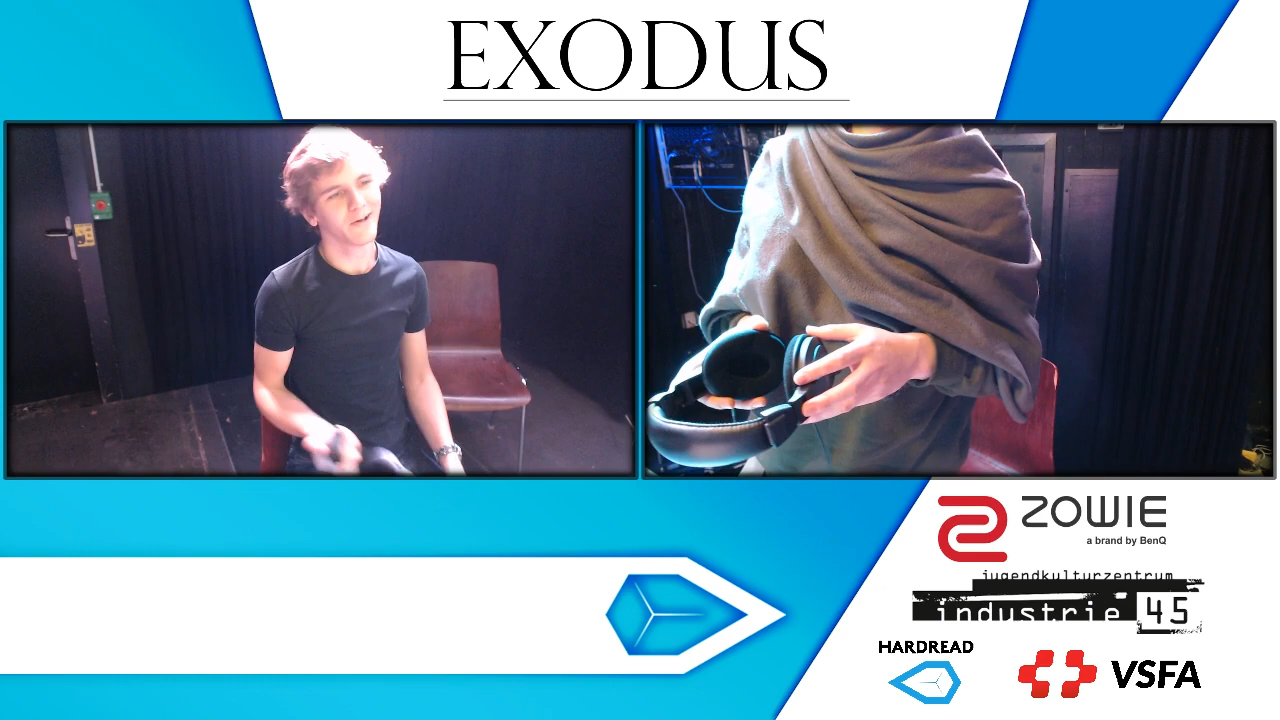 EXODUS
ZOWIE
a brand by BenQ
jugendkulturzentrum
industrie 45
HARDREAD
VSFA